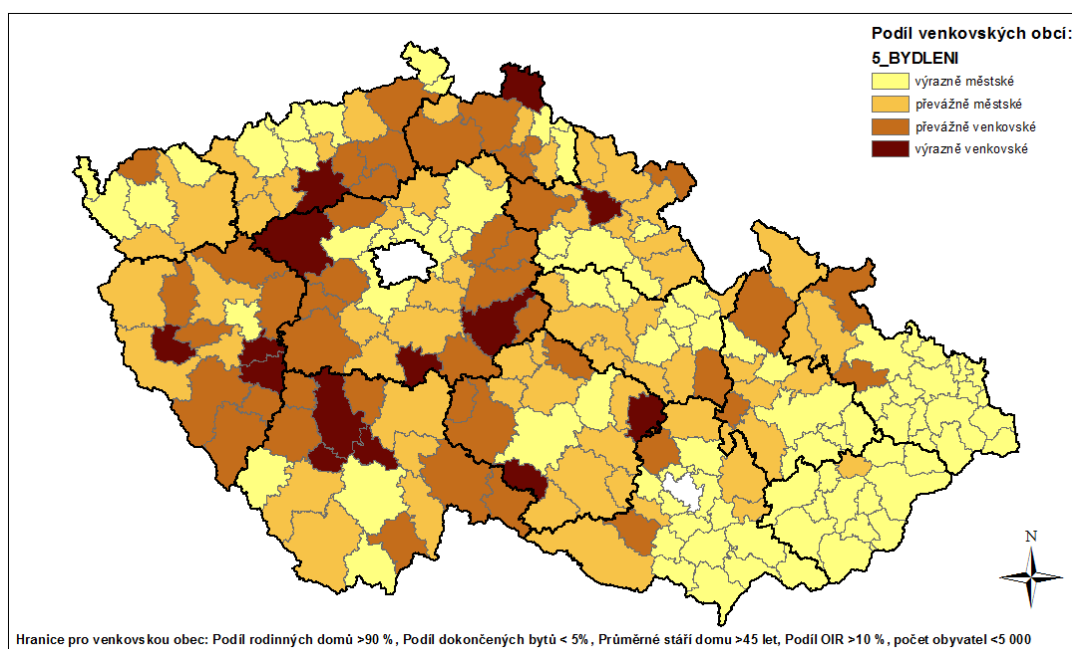 Podíl venkovských obcí:
5_BYDLENI
výrazně městské
převážně městské
převážně venkovské
výrazně venkovské
N
Hranice pro venkovskou obec: Podíl rodinných domů >90 %, Podíl dokončených bytů < 5%, Průměrné stáří domu >45 let, Podíl OIR >10 %, počet obyvatel <5 000